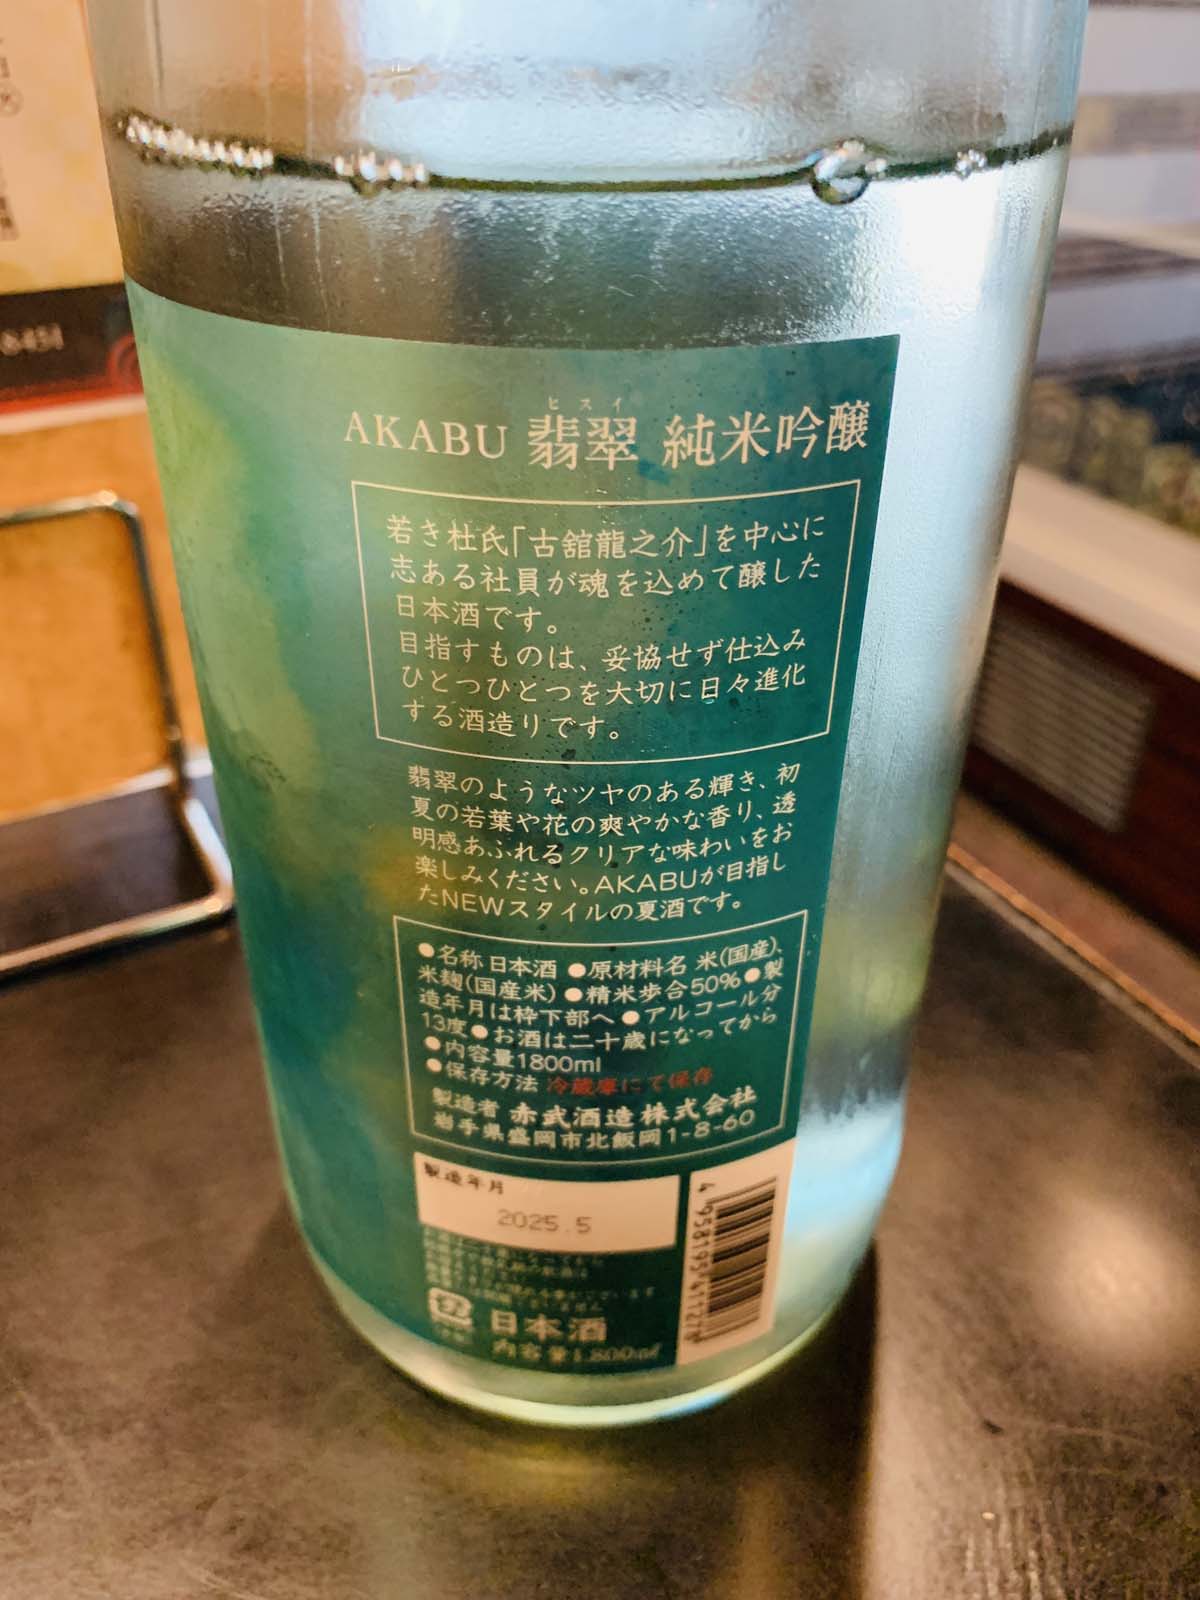 ヒスイ
AKABU 翡翠 純米吟醸
若き杜氏「古舘龍之介」を中心に
志ある社員が魂を込めて醸した
日本酒です。
目指すものは、妥協せず仕込み
ひとつひとつを大切に日々進化
する酒造りです。
翡翠のようなツヤのある輝き、初
夏の若葉や花の爽やかな香り、透
明感あふれるクリアな味わいをお
楽しみください。AKABUが目指し
たNEWスタイルの夏酒です。
●名称 日本酒 ●原材料名 米(国産)、
米麹(国産米) ●精米歩合50% ●製
造年月は枠下部へ ●アルコール分
13度 ●お酒は二十歳になってから
●内容量1800ml
●保存方法 冷蔵庫にて保存
製造者 赤武酒造株式会社
岩手県盛岡市北飯岡1-8-60
製造年月
2025.5
日本酒
内容量1,800ml
4958195411276